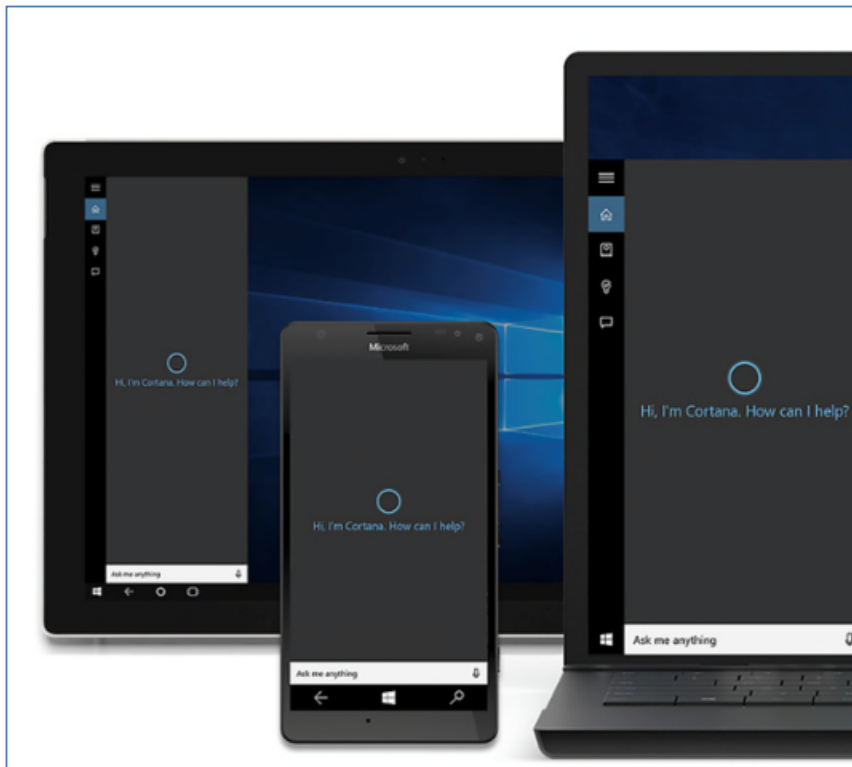 Hi, I'm Cortana. How can I help?
Ask me anything
Microsoft
Hi, I'm Cortana. How can I help?
Ask me anything
Hi, I'm Cortana. How can I help?
Ask me anything